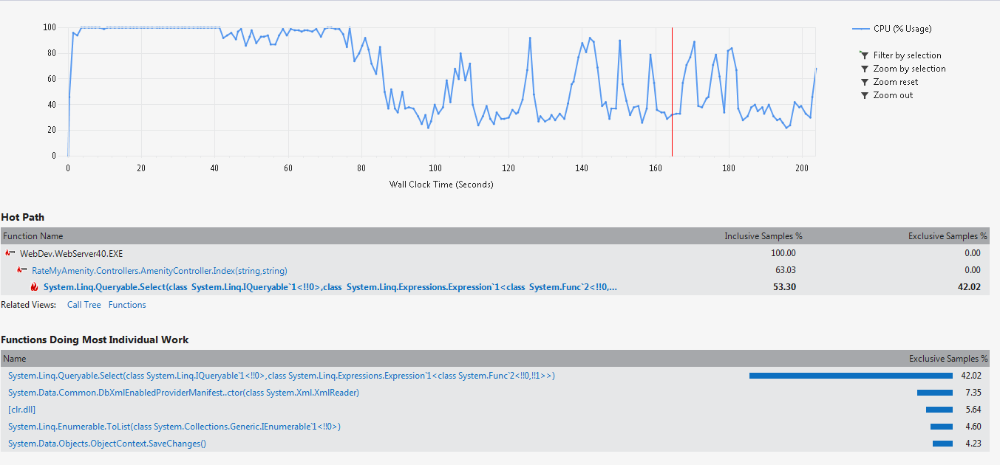 100
80
60
40
20
0
0 20 40 60 80 100 120 140 160 180 200
Wall Clock Time (Seconds)
CPU (% Usage)
Filter by selection
Zoom by selection
Zoom reset
Zoom out
Hot Path
Function Name Inclusive Samples % Exclusive Samples %
WebDev.WebServer40.EXE 100.00 0.00
RateMyAmenity.Controllers.AmenityController.Index(string,string) 63.03 0.00
System.Linq.Queryable.Select(class System.Linq.IQueryable`1<!!0>,class System.Linq.Expressions.Expression`1<class System.Func`2<!!0,... 53.30 42.02
Related Views: Call Tree Functions
Functions Doing Most Individual Work
Name Exclusive Samples %
System.Linq.Queryable.Select(class System.Linq.IQueryable`1<!!0>,class System.Linq.Expressions.Expression`1<class System.Func`2<!!0,!!1>>) 42.02
System.Data.Common.DbXmlEnabledProviderManifest..ctor(class System.Xml.XmlReader) 7.35
[clr.dll] 5.64
System.Linq.Enumerable.ToList(class System.Collections.Generic.IEnumerable`1<!!0>) 4.60
System.Data.Objects.ObjectContext.SaveChanges() 4.23